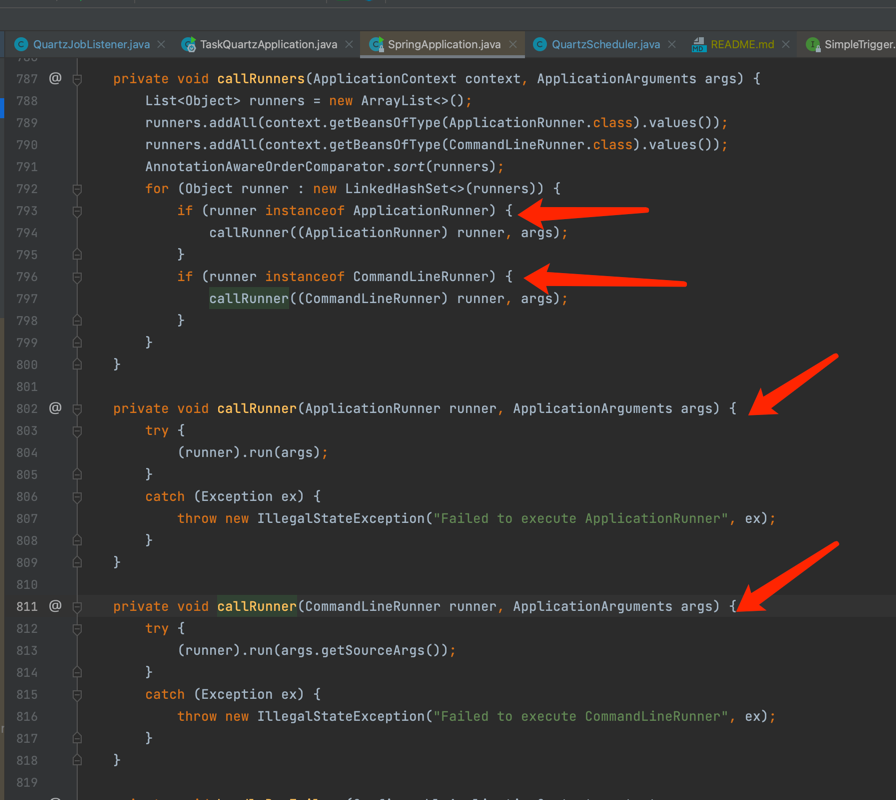 QuartzJobListener.java TaskQuartzApplication.java SpringApplication.java QuartzScheduler.java README.md SimpleTrigger.
787 @ private void callRunners(ApplicationContext context, ApplicationArguments args) {
788 List<Object> runners = new ArrayList<>();
789 runners.addAll(context.getBeansOfType(ApplicationRunner.class).values());
790 runners.addAll(context.getBeansOfType(CommandLineRunner.class).values());
791 AnnotationAwareOrderComparator.sort(runners);
792 for (Object runner : new LinkedHashSet<>(runners)) {
793 if (runner instanceof ApplicationRunner) {
794 callRunner((ApplicationRunner) runner, args);
795 }
796 if (runner instanceof CommandLineRunner) {
797 callRunner((CommandLineRunner) runner, args);
798 }
799 }
800 }
801
802 @ private void callRunner(ApplicationRunner runner, ApplicationArguments args) {
803 try {
804 (runner).run(args);
805 }
806 catch (Exception ex) {
807 throw new IllegalStateException("Failed to execute ApplicationRunner", ex);
808 }
809 }
810
811 @ private void callRunner(CommandLineRunner runner, ApplicationArguments args) {
812 try {
813 (runner).run(args.getSourceArgs());
814 }
815 catch (Exception ex) {
816 throw new IllegalStateException("Failed to execute CommandLineRunner", ex);
817 }
818 }
819